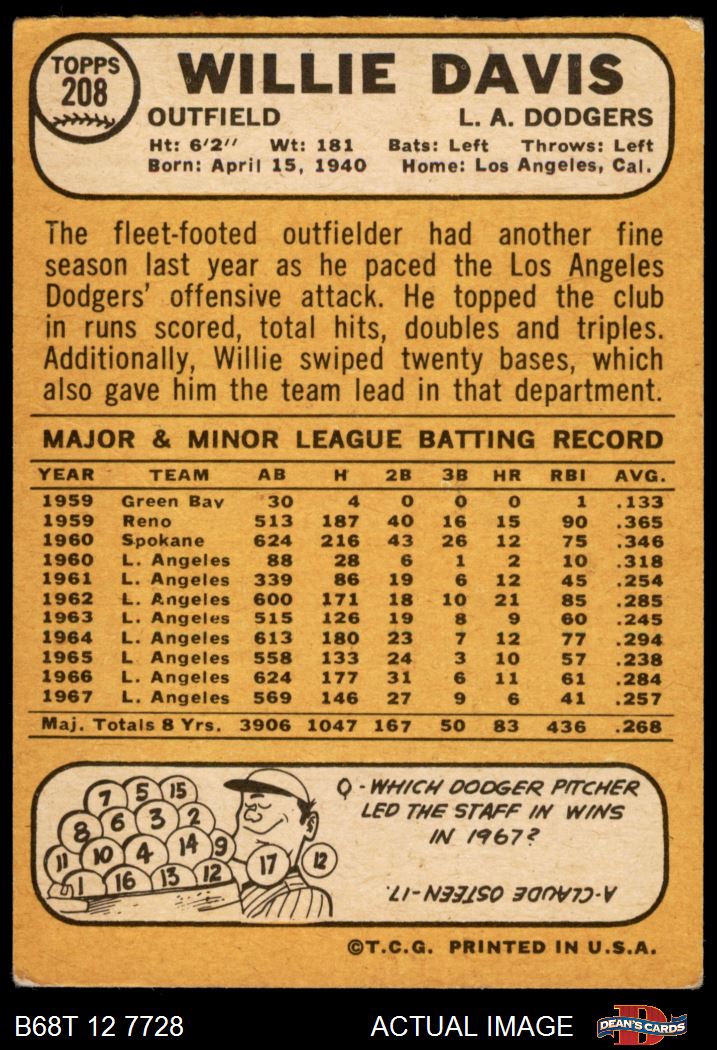 TOPPS
208
WILLIE DAVIS
OUTFIELD L. A. DODGERS
Ht: 6'2" Wt: 181 Bats: Left Throws: Left
Born: April 15, 1940 Home: Los Angeles, Cal.
The fleet-footed outfielder had another fine
season last year as he paced the Los Angeles
Dodgers' offensive attack. He topped the club
in runs scored, total hits, doubles and triples.
Additionally, Willie swiped twenty bases, which
also gave him the team lead in that department.
MAJOR & MINOR LEAGUE BATTING RECORD
YEAR TEAM AB H 2B 3B HR RBI AVG.
1959 Green Bay 30 4 0 0 0 1 .133
1959 Reno 513 187 40 16 15 90 .365
1960 Spokane 624 216 43 26 12 75 .346
1960 L. Angeles 88 28 6 1 2 10 .318
1961 L. Angeles 339 86 19 6 12 45 .254
1962 L. Angeles 600 171 18 10 21 85 .285
1963 L. Angeles 515 126 19 8 9 60 .245
1964 L. Angeles 613 180 23 7 12 77 .294
1965 L. Angeles 558 133 24 3 10 57 .238
1966 L. Angeles 624 177 31 6 11 61 .284
1967 L. Angeles 569 146 27 9 6 41 .257
Maj. Totals 8 Yrs. 3906 1047 167 50 83 436 .268
7 5 15
8 6 3 2
11 10 4 14 9
1 16 13 12
17 12
Q-WHICH DODGER PITCHER
LED THE STAFF IN WINS
IN 1967?
A-CLAUDE OSTEEN-17.
©T.C.G. PRINTED IN U.S.A.
B68T 12 7728 ACTUAL IMAGE
D
DEAN'S CARDS